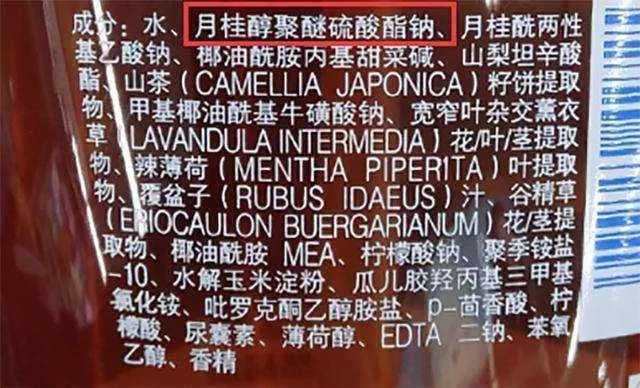 成分：水、月桂醇聚醚硫酸酯钠、月桂酰两性
基乙酸钠、椰油酰胺丙基甜菜碱、山梨坦辛酸
酯、山茶(CAMELLIA JAPONICA)籽饼提取
物、甲基椰油酰基牛磺酸钠、宽窄叶杂交薰衣
草(LAVANDULA INTERMEDIA)花/叶/茎提取
物、辣薄荷(MENTHA PIPERITA)叶提取
物、覆盆子(RUBUS IDAEUS)汁、谷精草
(ERIOCAULON BUERGERIANUM)花/茎提
取物、椰油酰胺 MEA、柠檬酸钠、聚季铵盐
-10、水解玉米淀粉、瓜儿胶羟丙基三甲基
氯化铵、吡罗克酮乙醇胺盐、p-茴香酸、柠
檬酸、尿囊素、薄荷醇、EDTA 二钠、苯氧
乙醇、香精